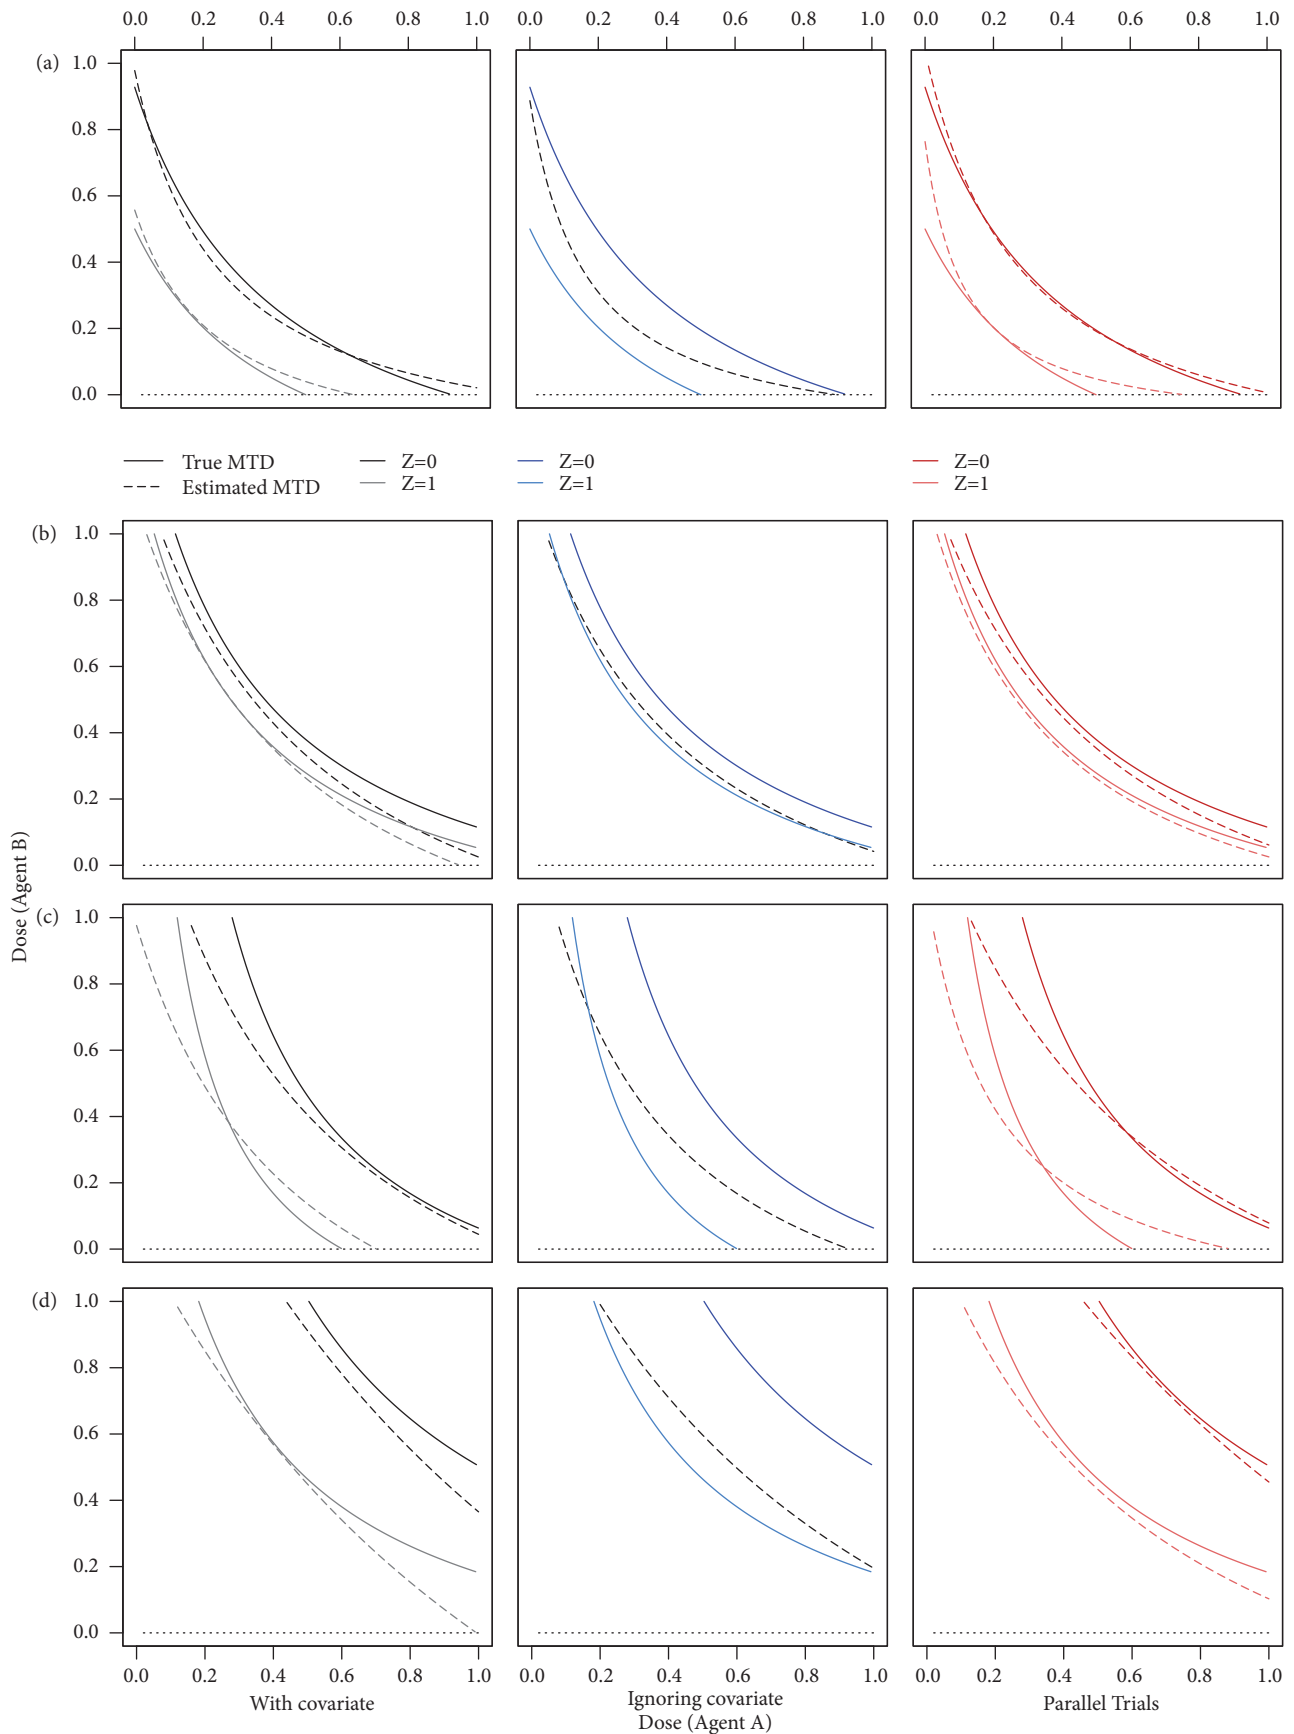 0.0 0.2 0.4 0.6 0.8 1.0 0.0 0.2 0.4 0.6 0.8 1.0 0.0 0.2 0.4 0.6 0.8 1.0
(a) 1.0
0.8
0.6
0.4
0.2
0.0
True MTD Z=0 Z=0 Z=0
Estimated MTD Z=1 Z=1 Z=1
(b) 1.0
0.8
0.6
0.4
0.2
0.0
Dose (Agent B)
(c) 1.0
0.8
0.6
0.4
0.2
0.0
(d) 1.0
0.8
0.6
0.4
0.2
0.0
0.0 0.2 0.4 0.6 0.8 1.0 0.0 0.2 0.4 0.6 0.8 1.0 0.0 0.2 0.4 0.6 0.8 1.0
With covariate Ignoring covariate Parallel Trials
Dose (Agent A)